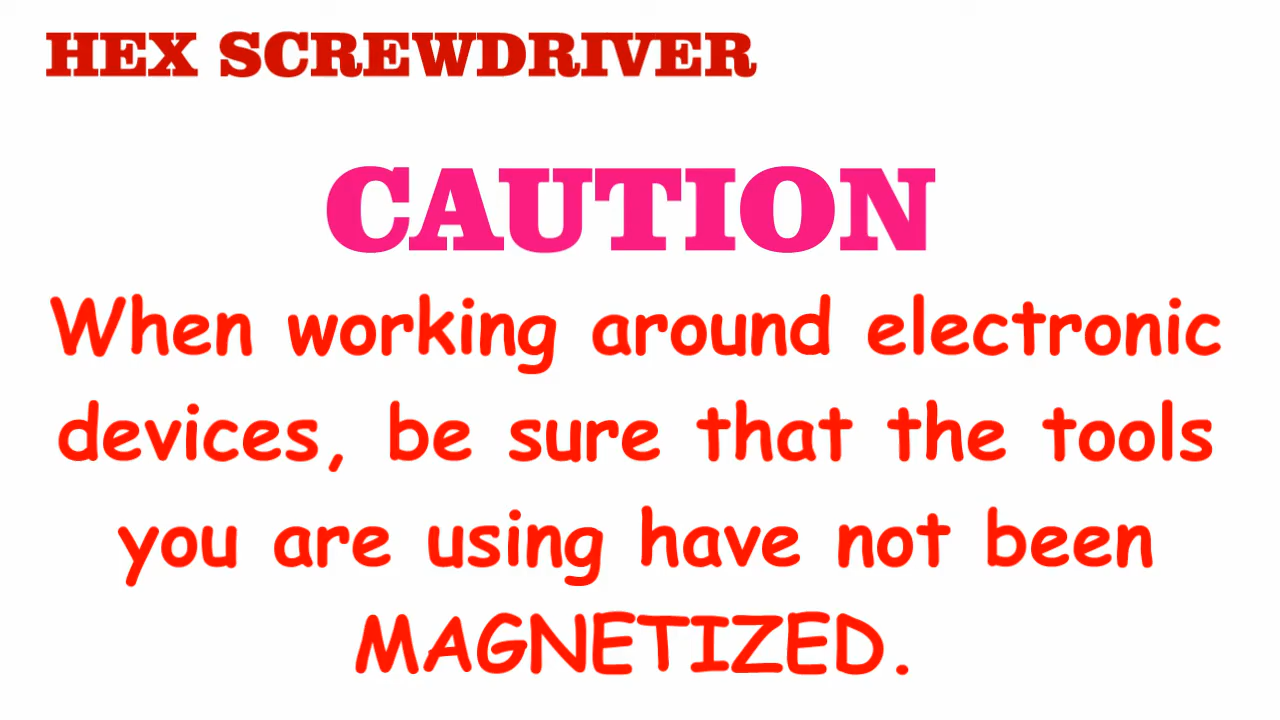 HEX SCREWDRIVER
CAUTION
When working around electronic
devices, be sure that the tools
you are using have not been
MAGNETIZED.